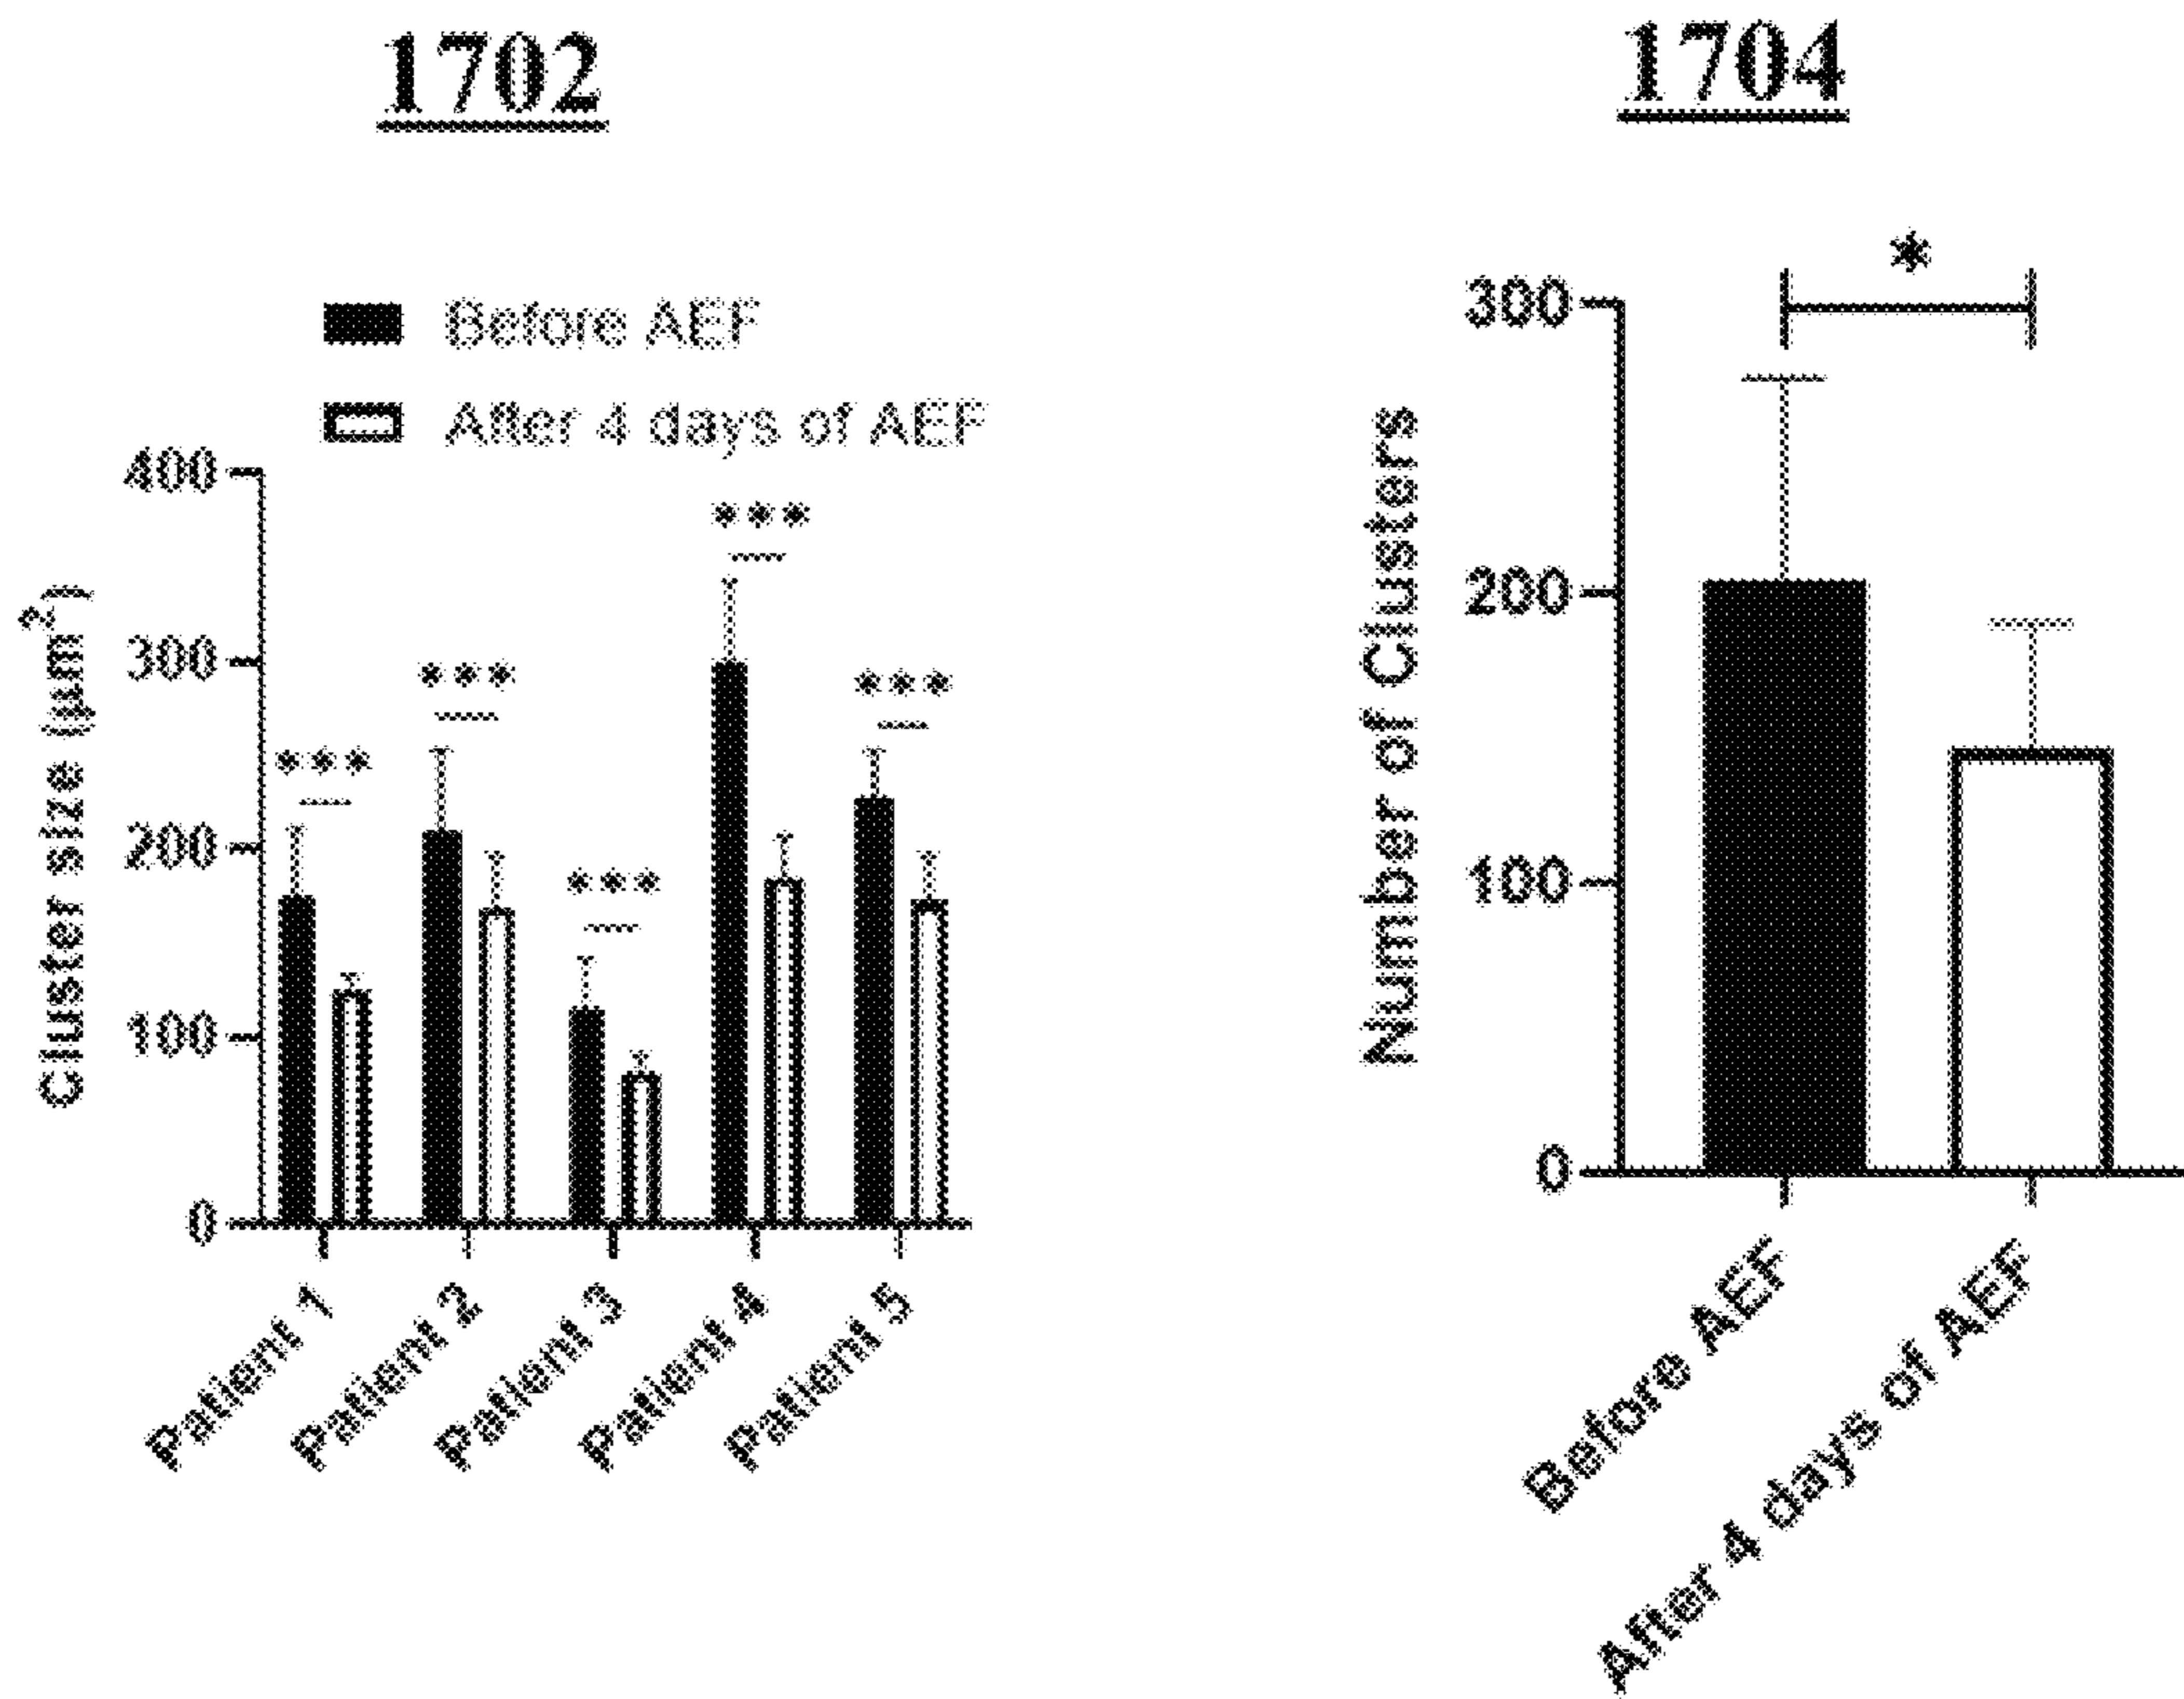 1702
Before AEF
After 4 days of AEF
Cluster size (µm²)
400
300
200
100
0
***
***
***
***
***
Patient 1
Patient 2
Patient 3
Patient 4
Patient 5
1704
Number of Clusters
300
200
100
0
*
Before AEF
After 4 days of AEF